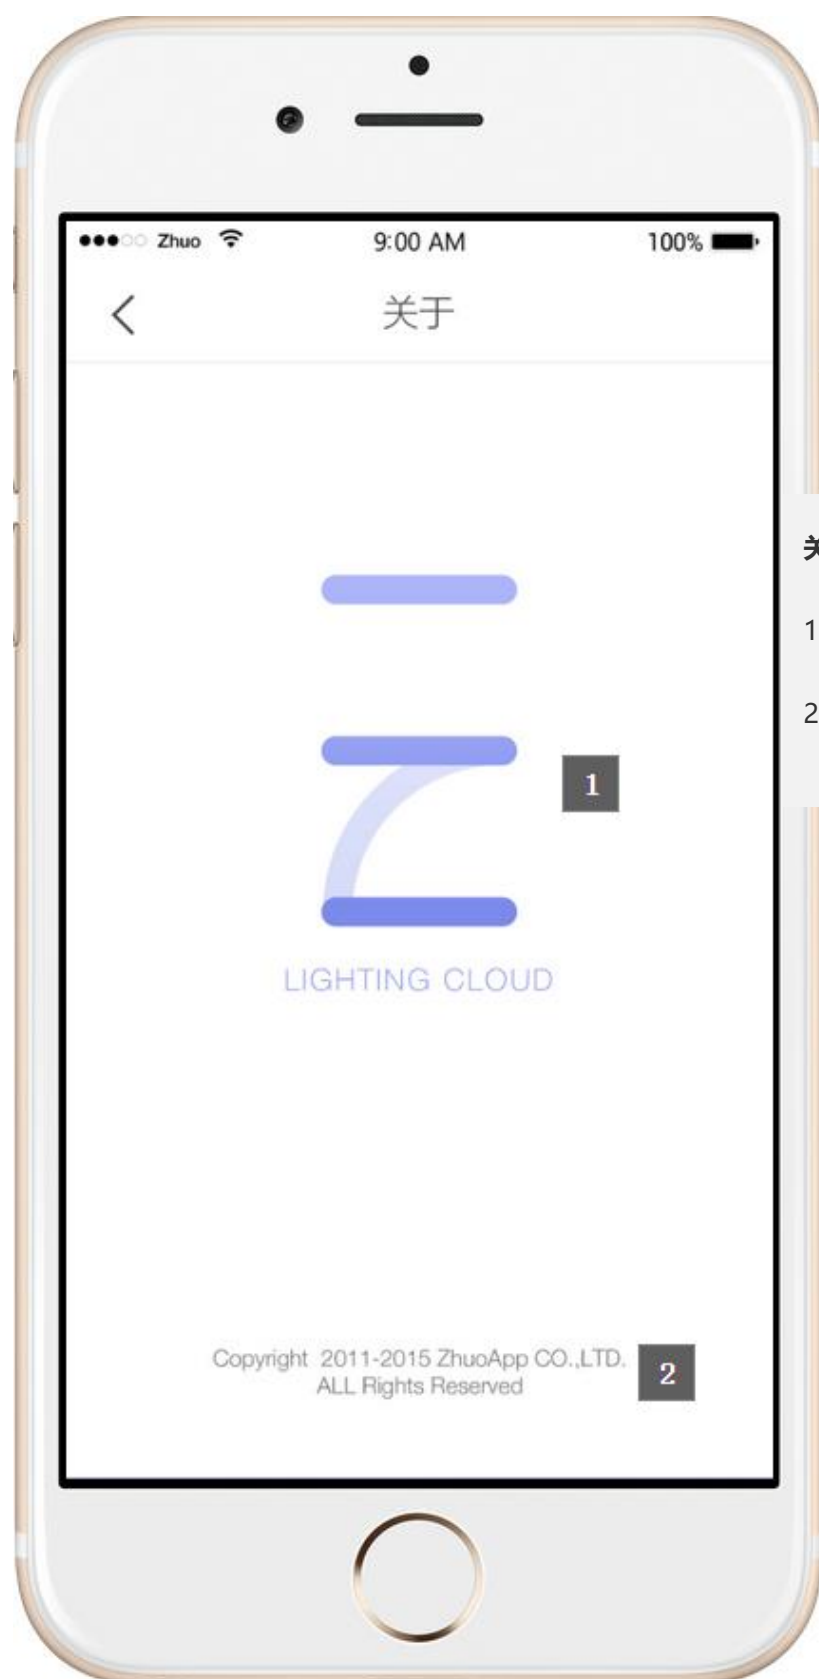 Zhuo 9:00 AM 100%
关于
1
LIGHTING CLOUD
Copyright 2011-2015 ZhuoApp CO.,LTD.
ALL Rights Reserved
2
关
1
2